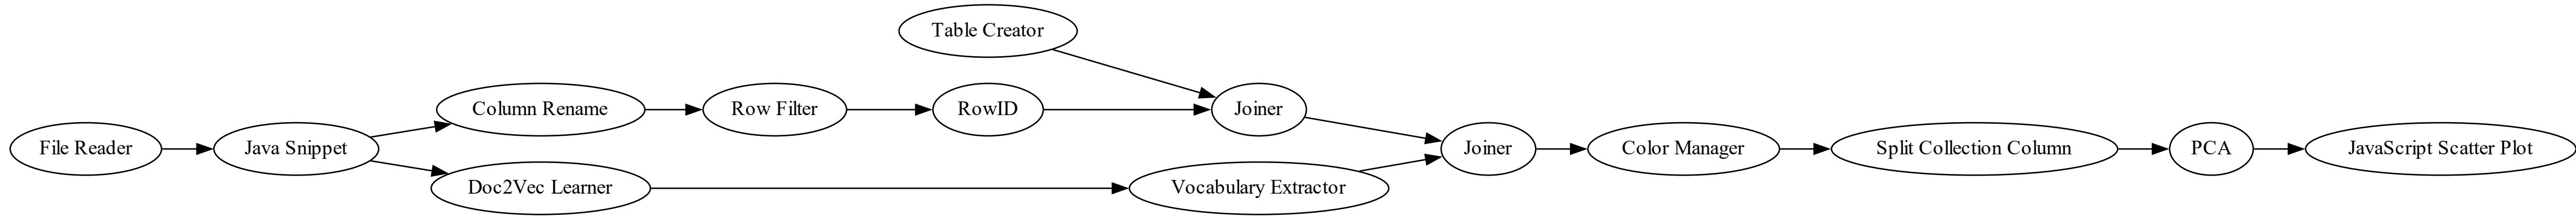 Table Creator
Column Rename
Row Filter
RowID
Joiner
File Reader
Java Snippet
Joiner
Color Manager
Split Collection Column
PCA
JavaScript Scatter Plot
Doc2Vec Learner
Vocabulary Extractor